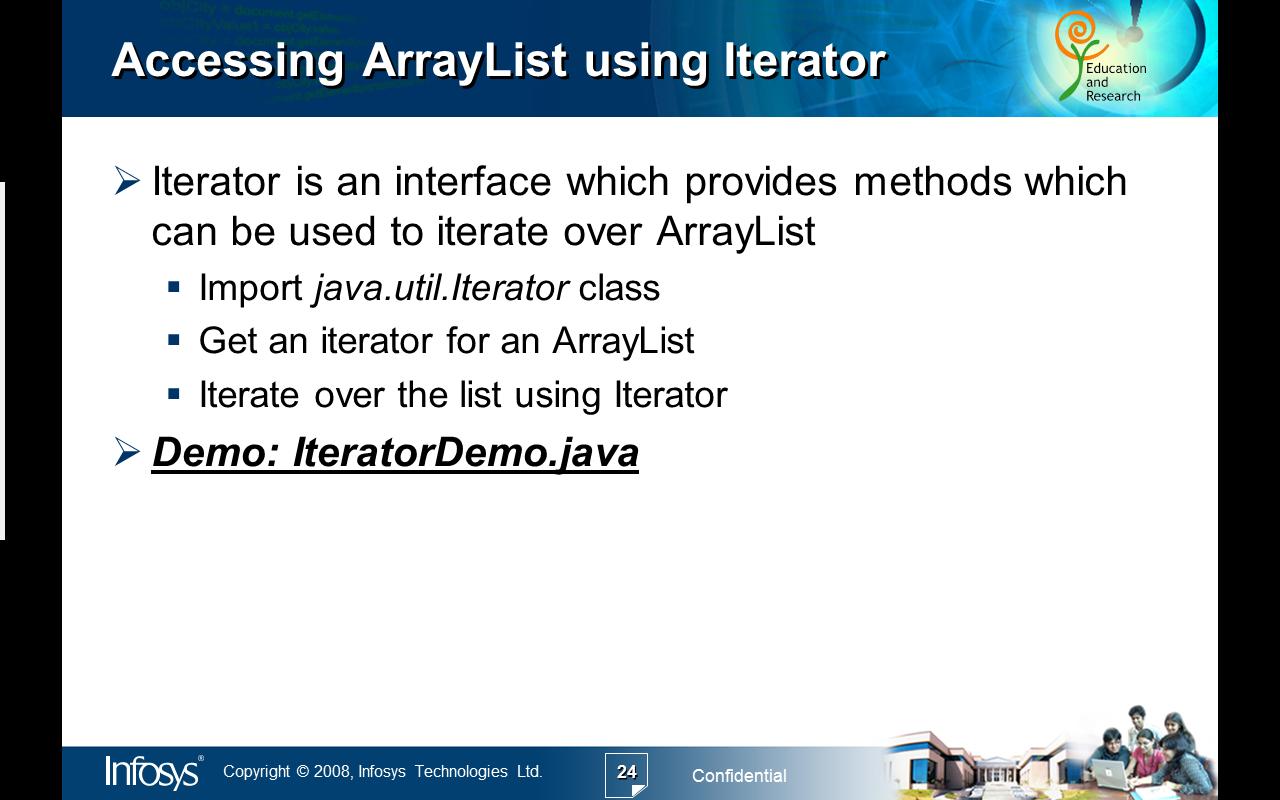 Accessing ArrayList using Iterator
Education
and
Research
Iterator is an interface which provides methods which
can be used to iterate over ArrayList
Import java.util.Iterator class
Get an iterator for an ArrayList
Iterate over the list using Iterator
Demo: IteratorDemo.java
Infosys®
Copyright © 2008, Infosys Technologies Ltd.
24
Confidential